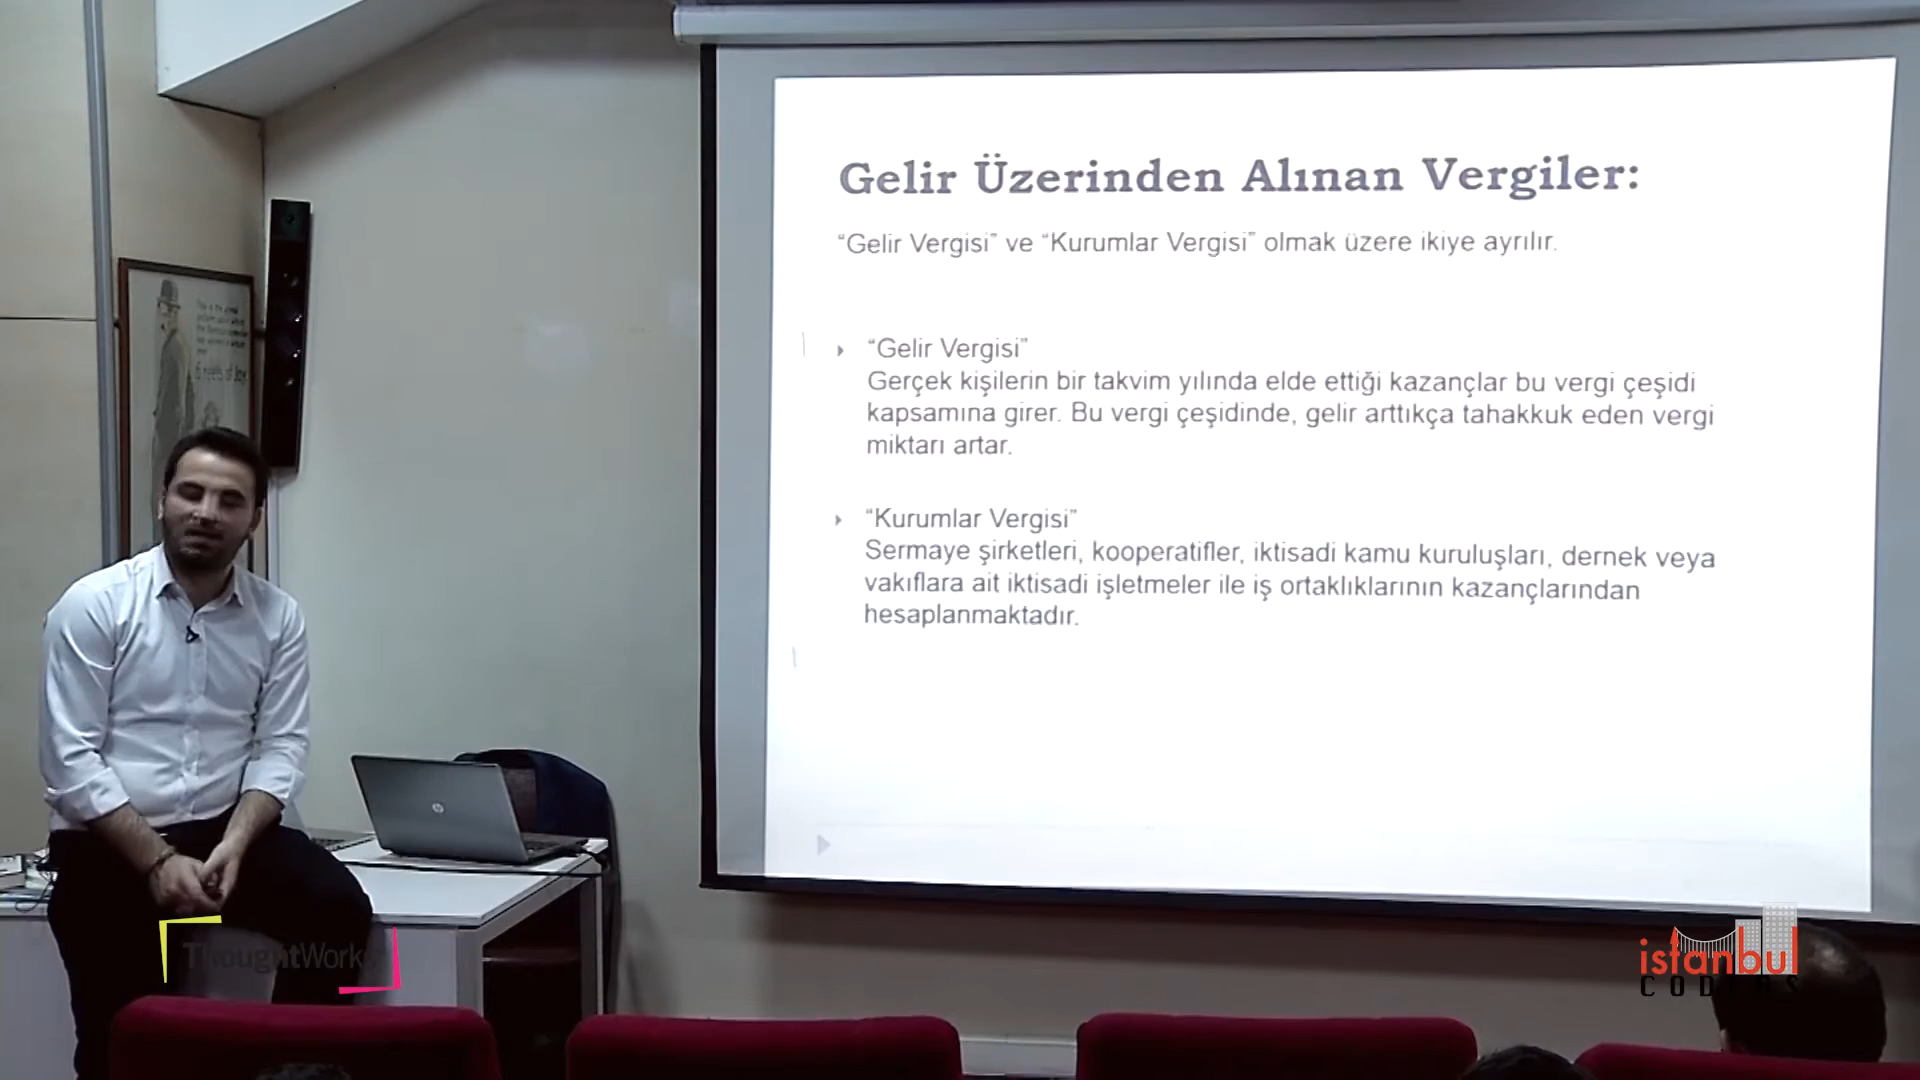 Gelir Üzerinden Alınan Vergiler:
“Gelir Vergisi” ve “Kurumlar Vergisi” olmak üzere ikiye ayrılır.
“Gelir Vergisi”
Gerçek kişilerin bir takvim yılında elde ettiği kazançlar bu vergi çeşidi
kapsamına girer. Bu vergi çeşidinde, gelir arttıkça tahakkuk eden vergi
miktarı artar.
“Kurumlar Vergisi”
Sermaye şirketleri, kooperatifler, iktisadi kamu kuruluşları, dernek veya
vakıflara ait iktisadi işletmeler ile iş ortaklıklarının kazançlarından
hesaplanmaktadır.
hp
ThoughtWorks
istanbul
CODERS